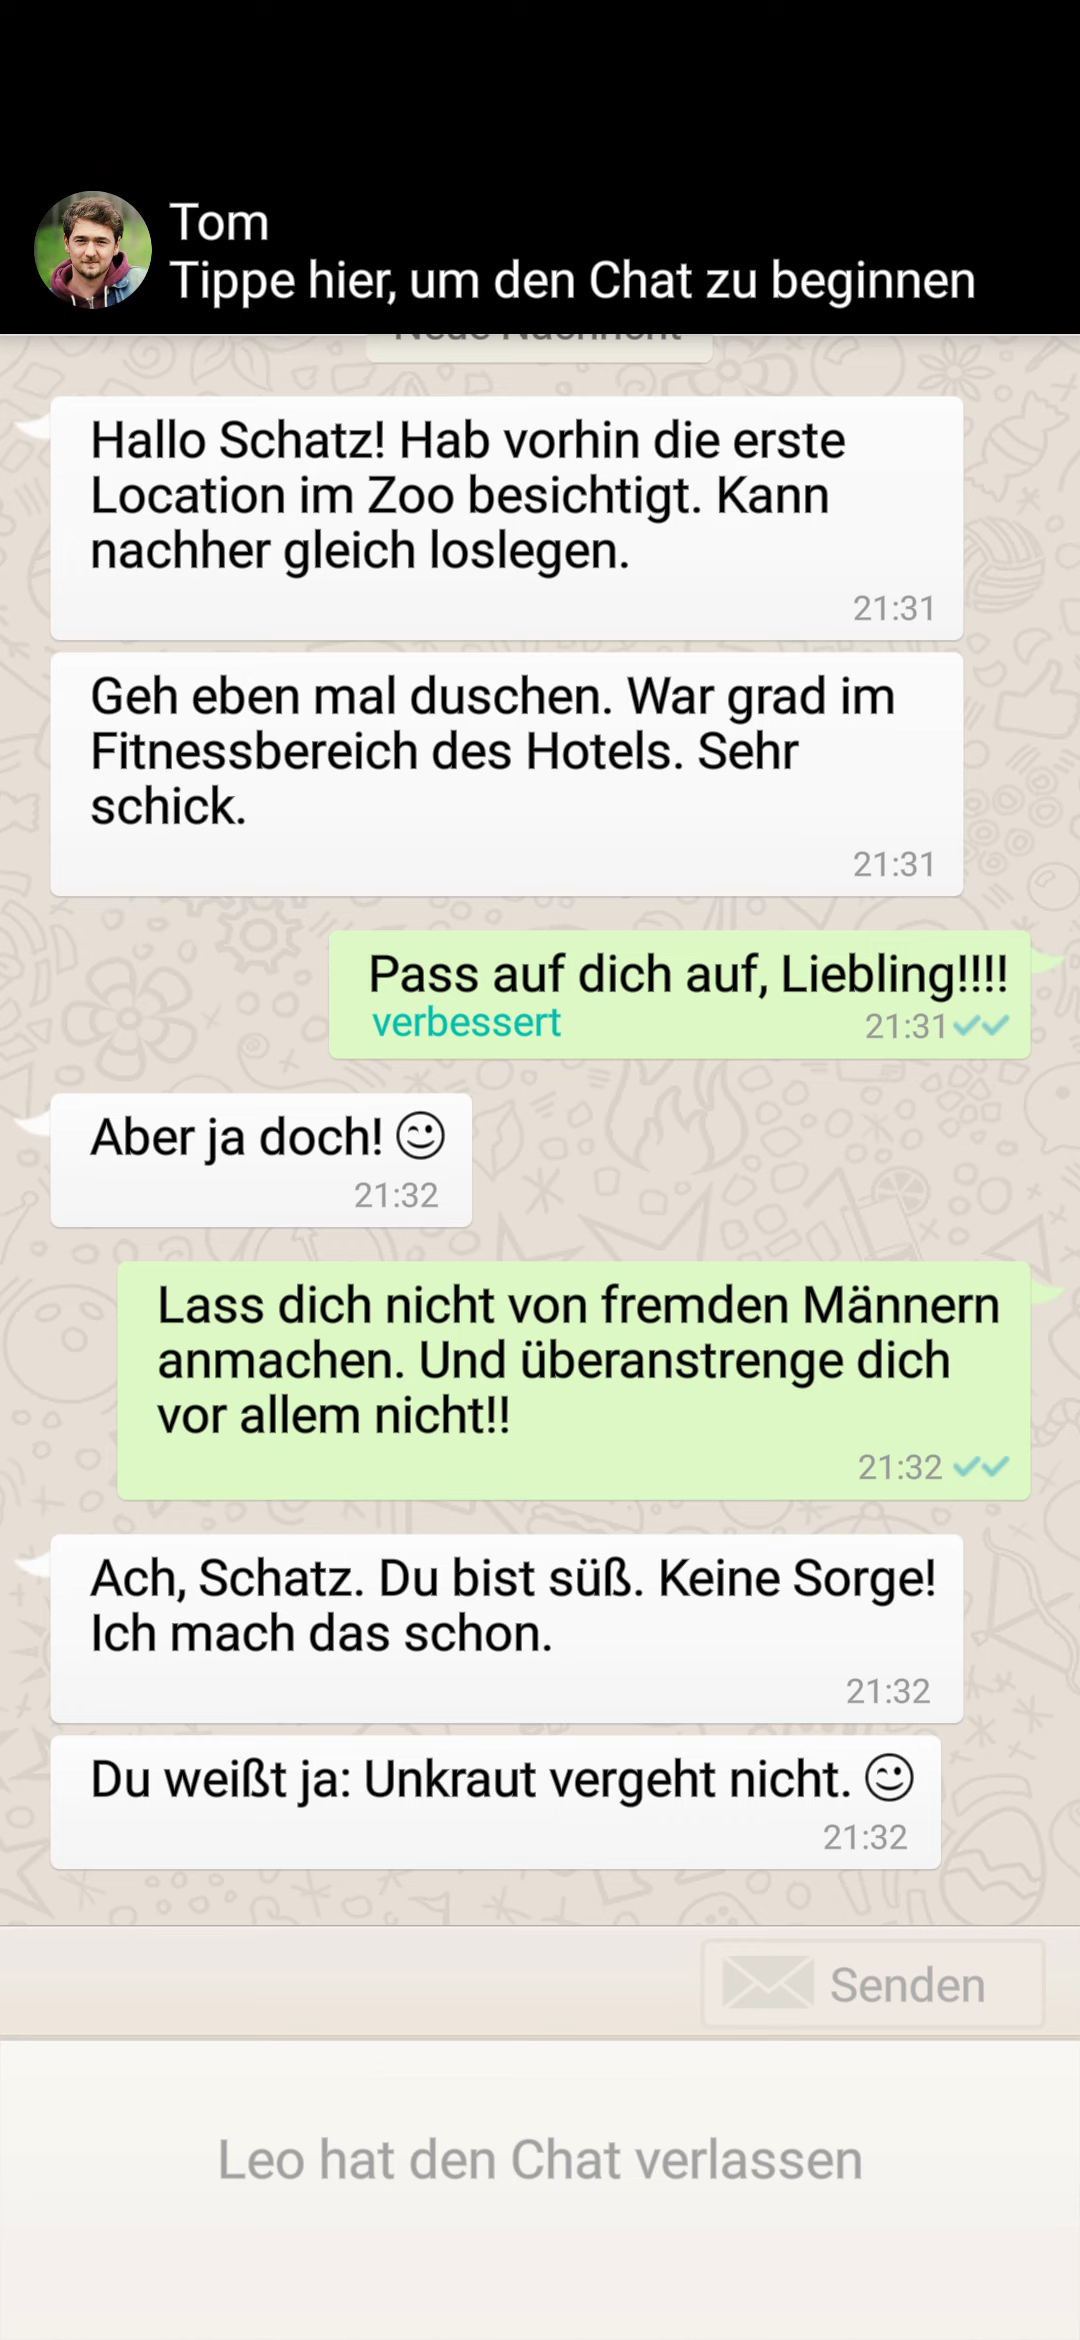 Tom
Tippe hier, um den Chat zu beginnen
Neue Nachricht
Hallo Schatz! Hab vorhin die erste
Location im Zoo besichtigt. Kann
nachher gleich loslegen.
21:31
Geh eben mal duschen. War grad im
Fitnessbereich des Hotels. Sehr
schick.
21:31
Pass auf dich auf, Liebling!!!!
verbessert 21:31
Aber ja doch! 😉
21:32
Lass dich nicht von fremden Männern
anmachen. Und überanstrenge dich
vor allem nicht!!
21:32
Ach, Schatz. Du bist süß. Keine Sorge!
Ich mach das schon.
21:32
Du weißt ja: Unkraut vergeht nicht. 😉
21:32
Senden
Leo hat den Chat verlassen